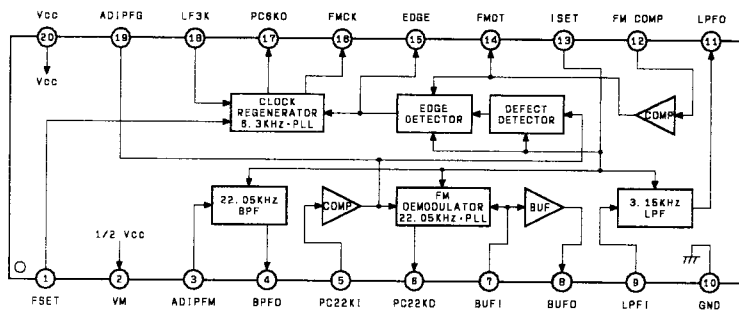 Vcc ADIPFG LF3K PC6KO FMCK EDGE FMDT ISET FM COMP LPFO
20 19 18 17 16 15 14 13 12 11
Vcc
CLOCK
REGENERATOR
6.3KHz·PLL
EDGE
DETECTOR
DEFECT
DETECTOR
COMP
22.05KHz
BPF
COMP
FM
DEMODULATOR
22.05KHz·PLL
BUF
3.15KHz
LPF
1/2 Vcc
1 2 3 4 5 6 7 8 9 10
FSET VM ADIPFM BPFO PC22KI PC22KO BUFI BUFO LPFI GND